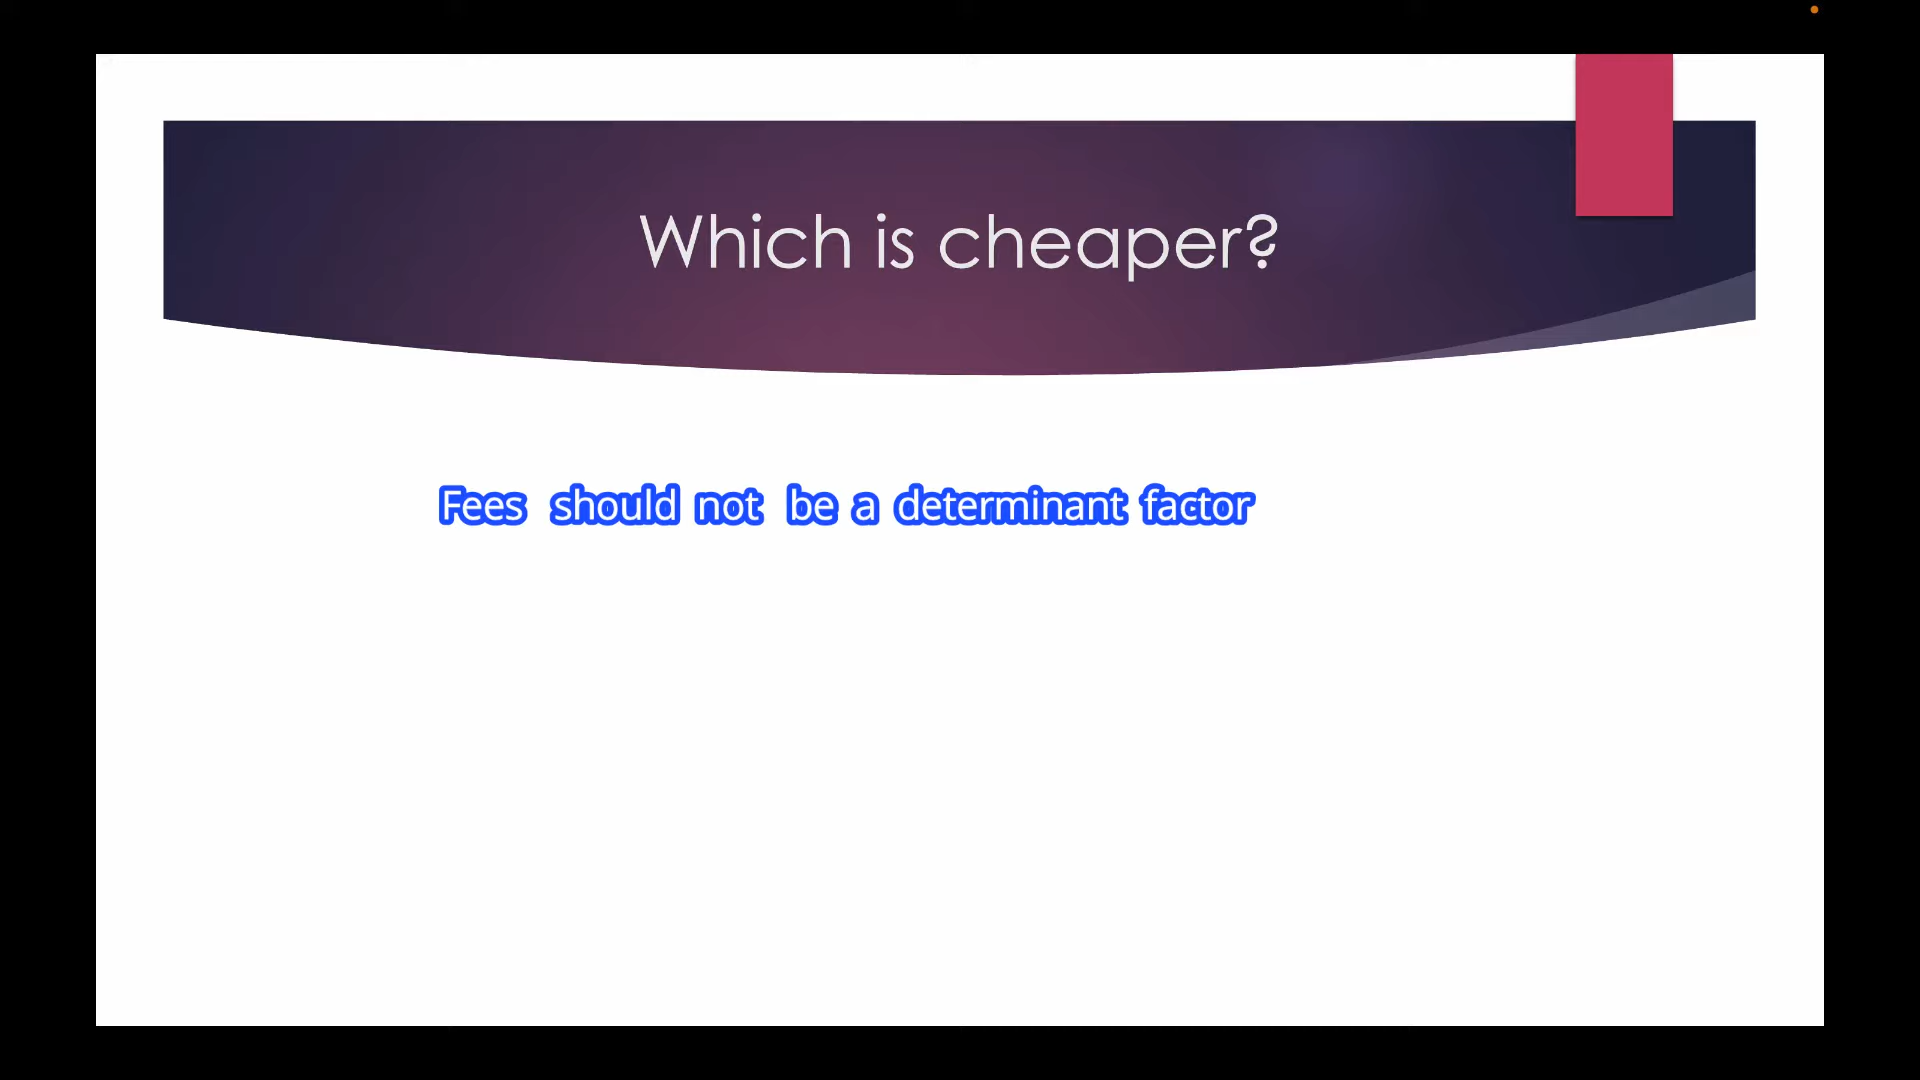 Which is cheaper?
Fees should not be a determinant factor